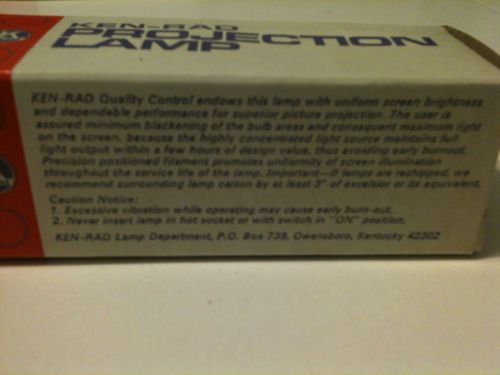 KEN-RAD
PROJECTION
LAMP
KEN-RAD Quality Control endows this lamp with uniform screen brightness
and dependable performance for superior picture projection. The user is
assured minimum blackening of the bulb areas and consequent maximum light
on the screen, because the highly concentrated light source maintains full
light output within a few hours of design value, thus avoiding early burnout.
Precision positioned filament promotes uniformity of screen illumination
throughout the service life of the lamp. Important—If lamps are reshipped, we
recommend surrounding lamp carton by at least 3" of excelsior or its equivalent.
Caution Notice:
1. Excessive vibration while operating may cause early burn-out.
2. Never insert lamp in hot socket or with switch in "ON" position.
KEN-RAD Lamp Department, P.O. Box 739, Owensboro, Kentucky 42302